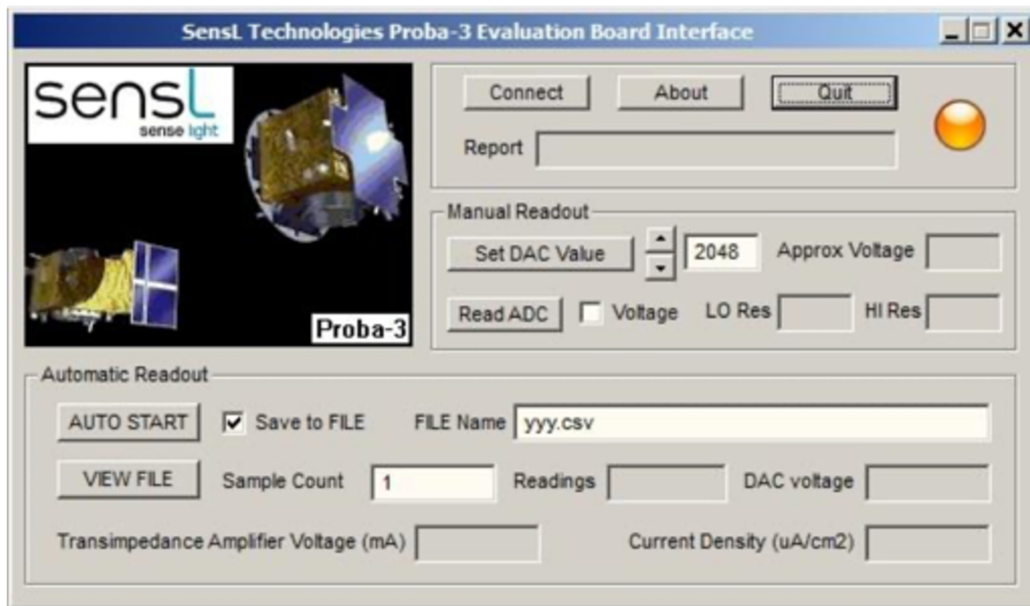 SensL Technologies Proba-3 Evaluation Board Interface
sensL
sense light
Proba-3
Connect About Quit
Report
Manual Readout
Set DAC Value 2048 Approx Voltage
Read ADC Voltage LO Res HI Res
Automatic Readout
AUTO START Save to FILE FILE Name yyy.csv
VIEW FILE Sample Count 1 Readings DAC voltage
Transimpedance Amplifier Voltage (mA) Current Density (uA/cm2)